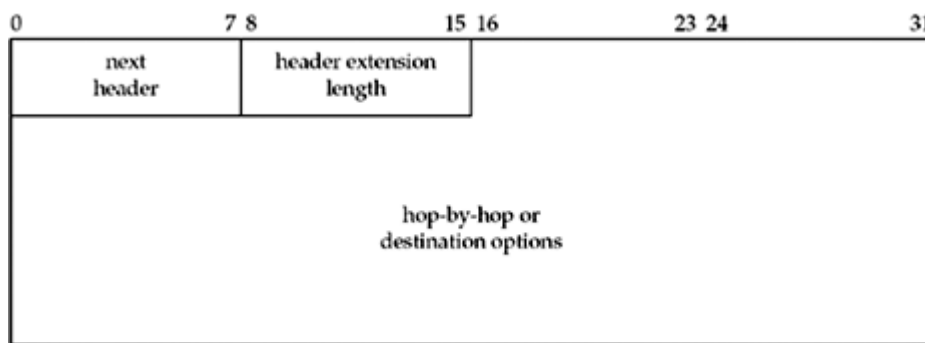 0 7 8 15 16 23 24 31
next header extension
header length
hop-by-hop or
destination options